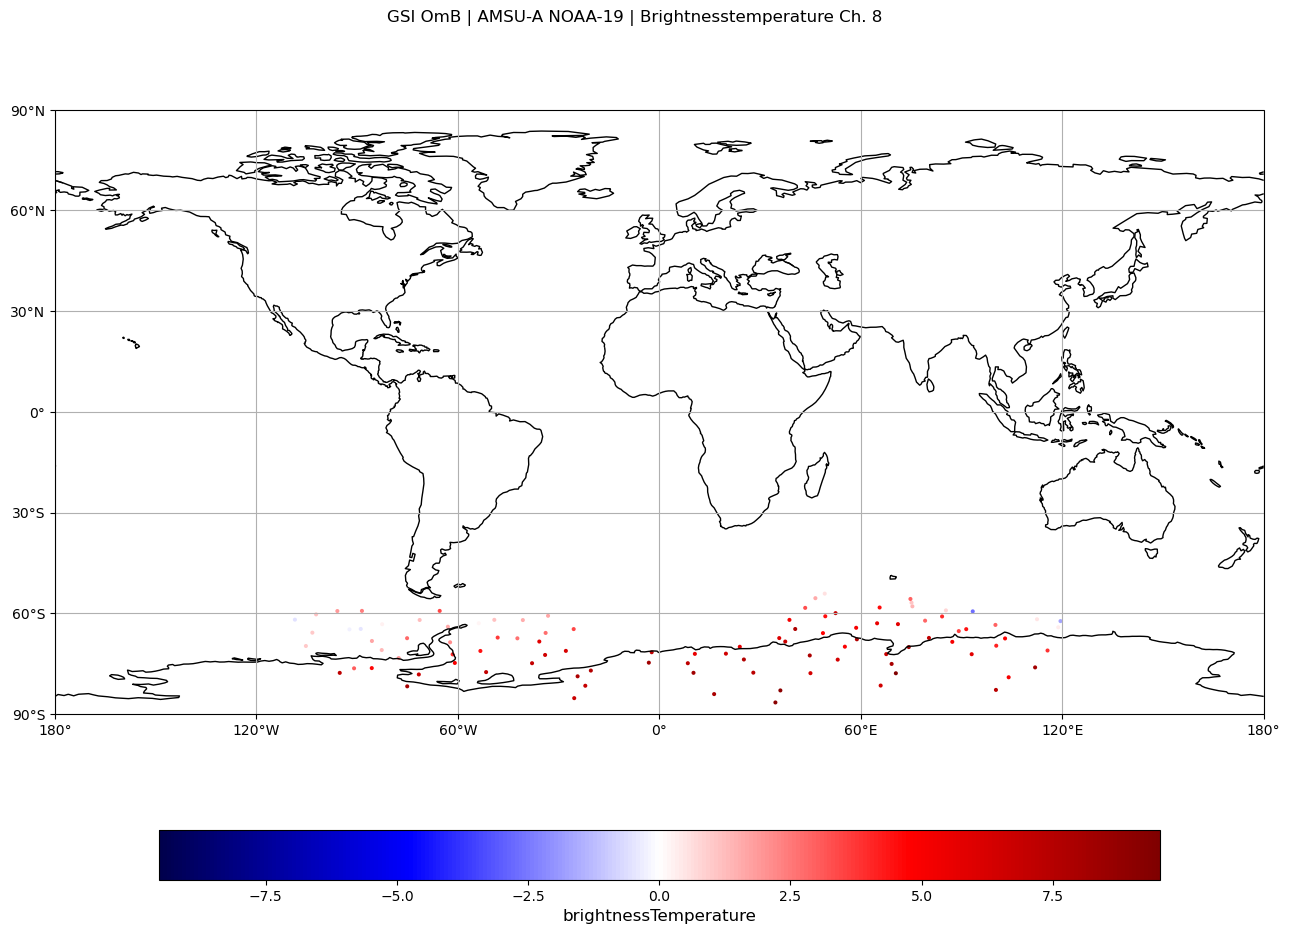 GSI OmB | AMSU-A NOAA-19 | Brightnesstemperature Ch. 8
90°N
60°N
30°N
0°
30°S
60°S
90°S
180° 120°W 60°W 0° 60°E 120°E 180°
−7.5 −5.0 −2.5 0.0 2.5 5.0 7.5
brightnessTemperature